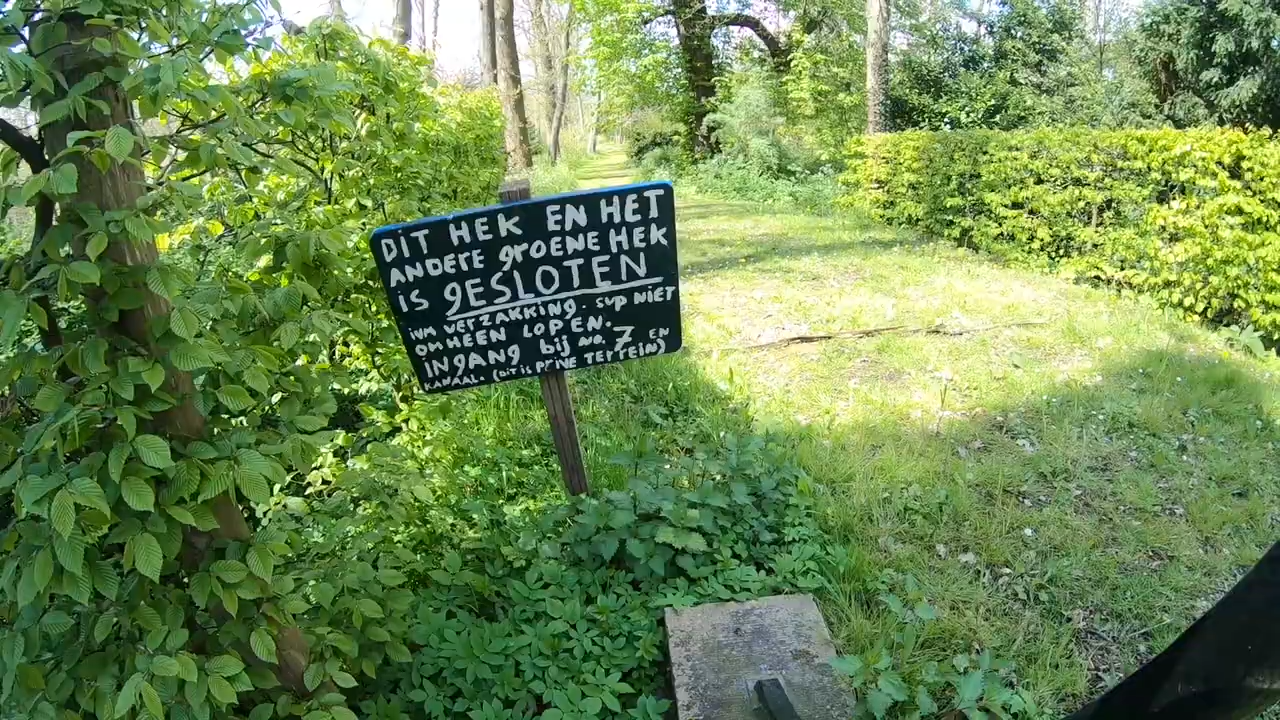 DIT HEK EN HET
ANDERE GROENE HEK
IS GESLOTEN
ivm VERZAKKING. SVP NIET
OMHEEN LOPEN.
INGANG bij No. 7 EN
KANAAL. (DIT IS PRIVE TERREIN)